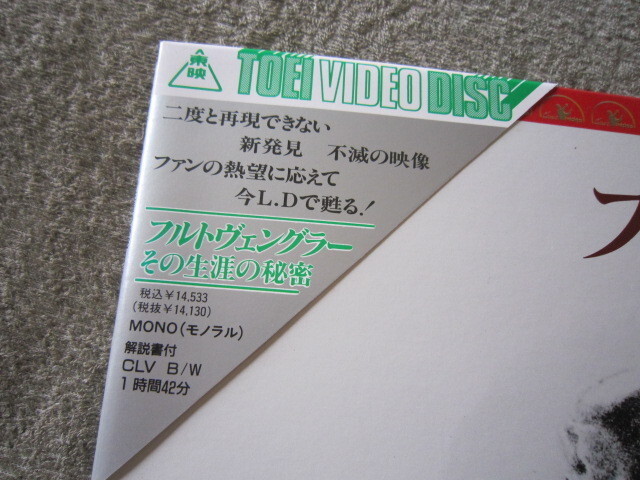 東映
TOEI VIDEO DISC
二度と再現できない
新発見 不滅の映像
ファンの熱望に応えて
今L.Dで甦る!
フルトヴェングラー
その生涯の秘密
税込¥14,533
(税抜¥14,130)
MONO(モノラル)
解説書付
CLV B/W
1時間42分
フ